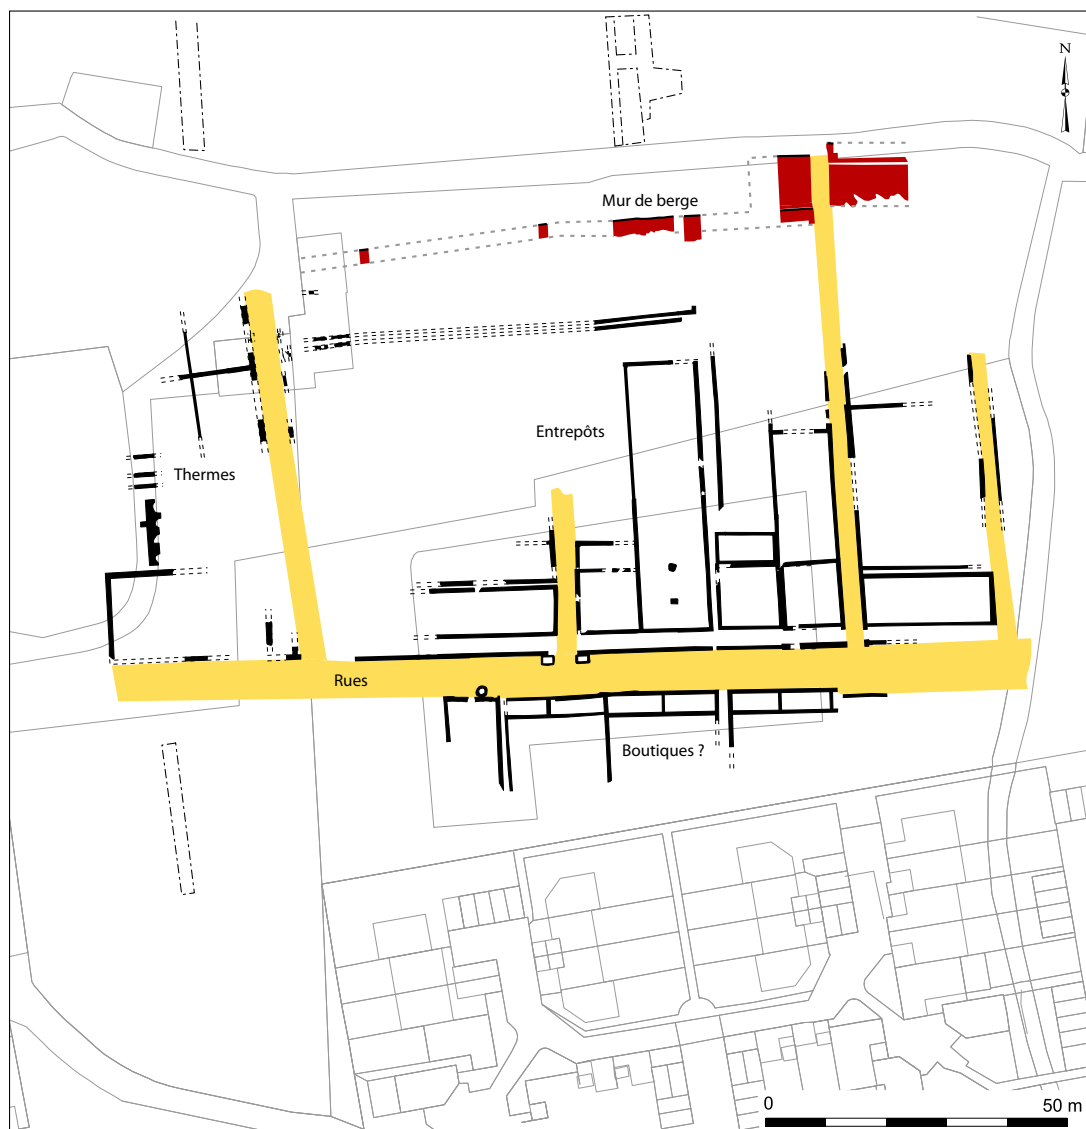 N
Mur de berge
Entrepôts
Thermes
Rues
Boutiques ?
0 50 m